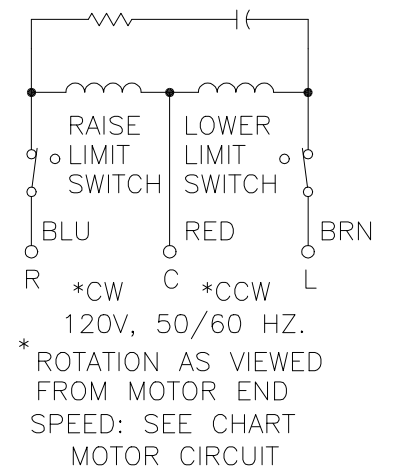 RAISE LOWER
LIMIT LIMIT
SWITCH SWITCH
BLU RED BRN
R C L
*CW *CCW
120V, 50/60 HZ.
* ROTATION AS VIEWED
FROM MOTOR END
SPEED: SEE CHART
MOTOR CIRCUIT